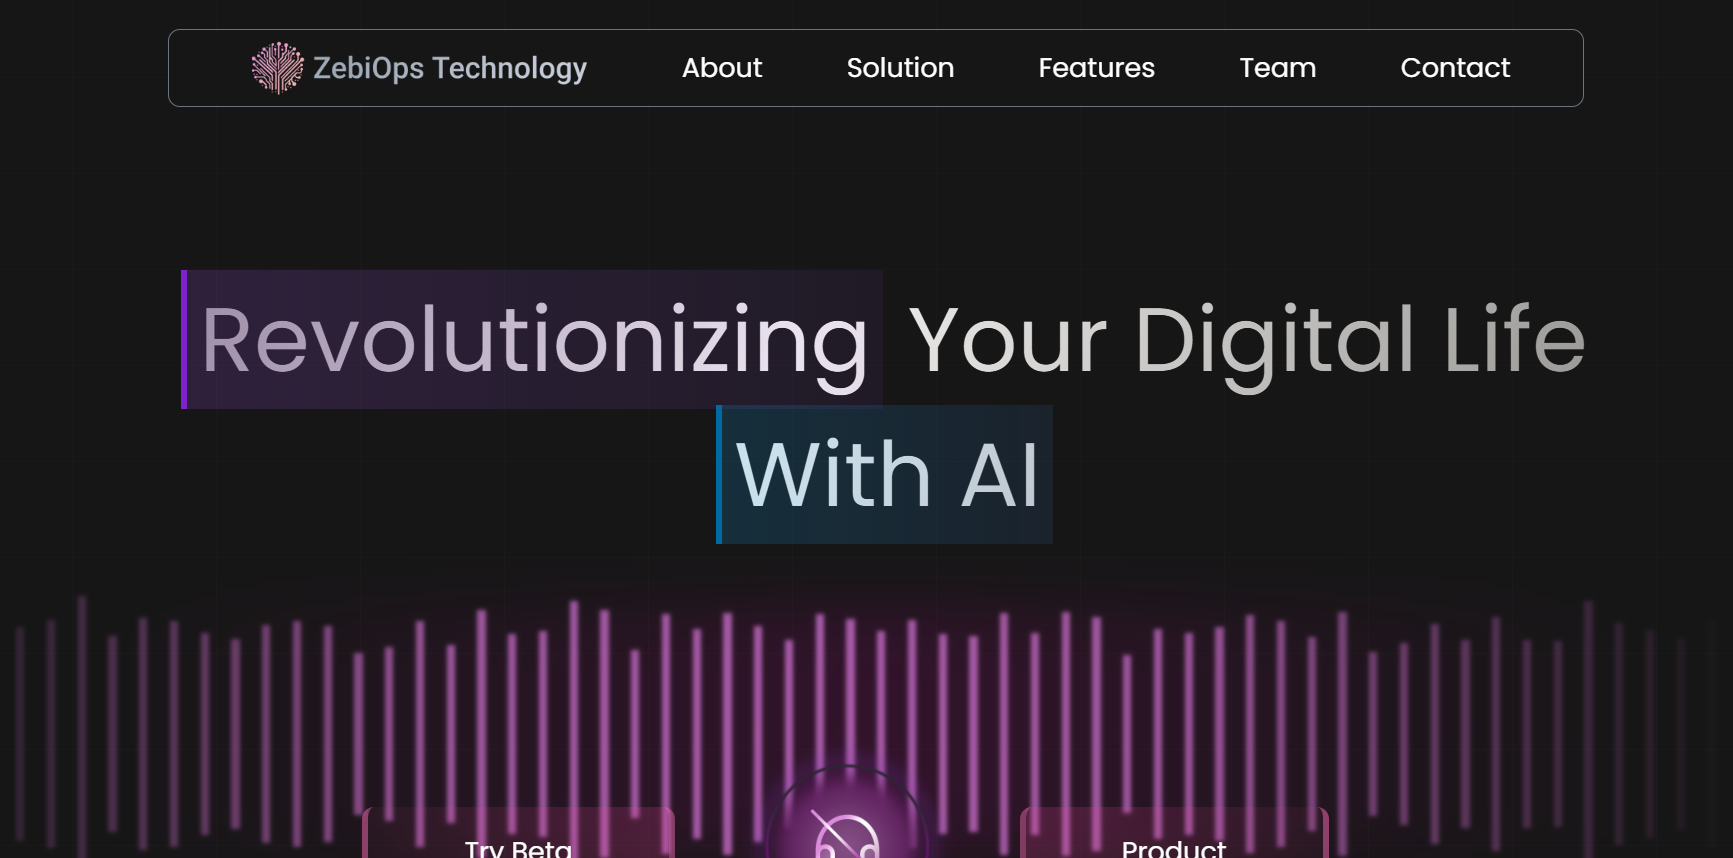 ZebiOps Technology About Solution Features Team Contact
Revolutionizing Your Digital Life
With AI
Try Beta Product